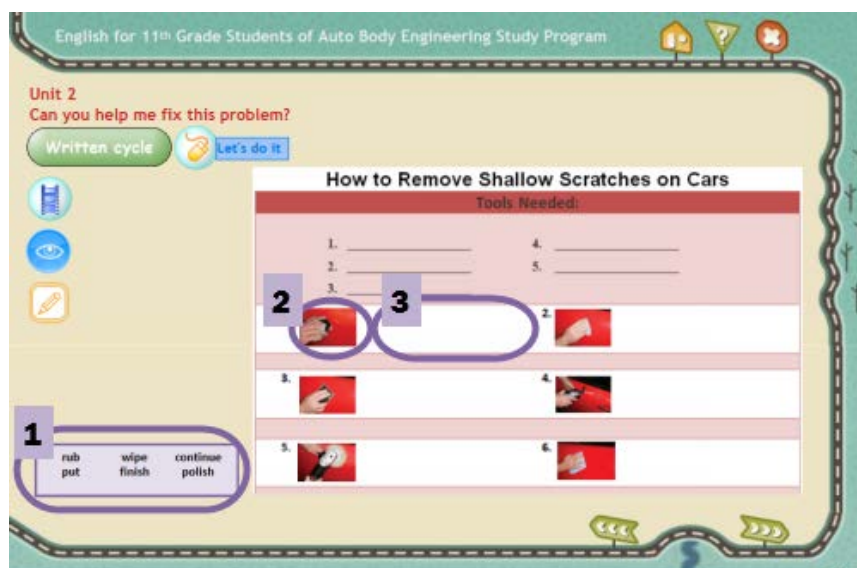 English for 11th Grade Students of Auto Body Engineering Study Program
?
Unit 2
Can you help me fix this problem?
Written cycle
Let's do it
How to Remove Shallow Scratches on Cars
Tools Needed:
1. 4.
2. 5.
3.
2 3 2.
3. 4.
1
rub wipe continue
put finish polish
5. 6.